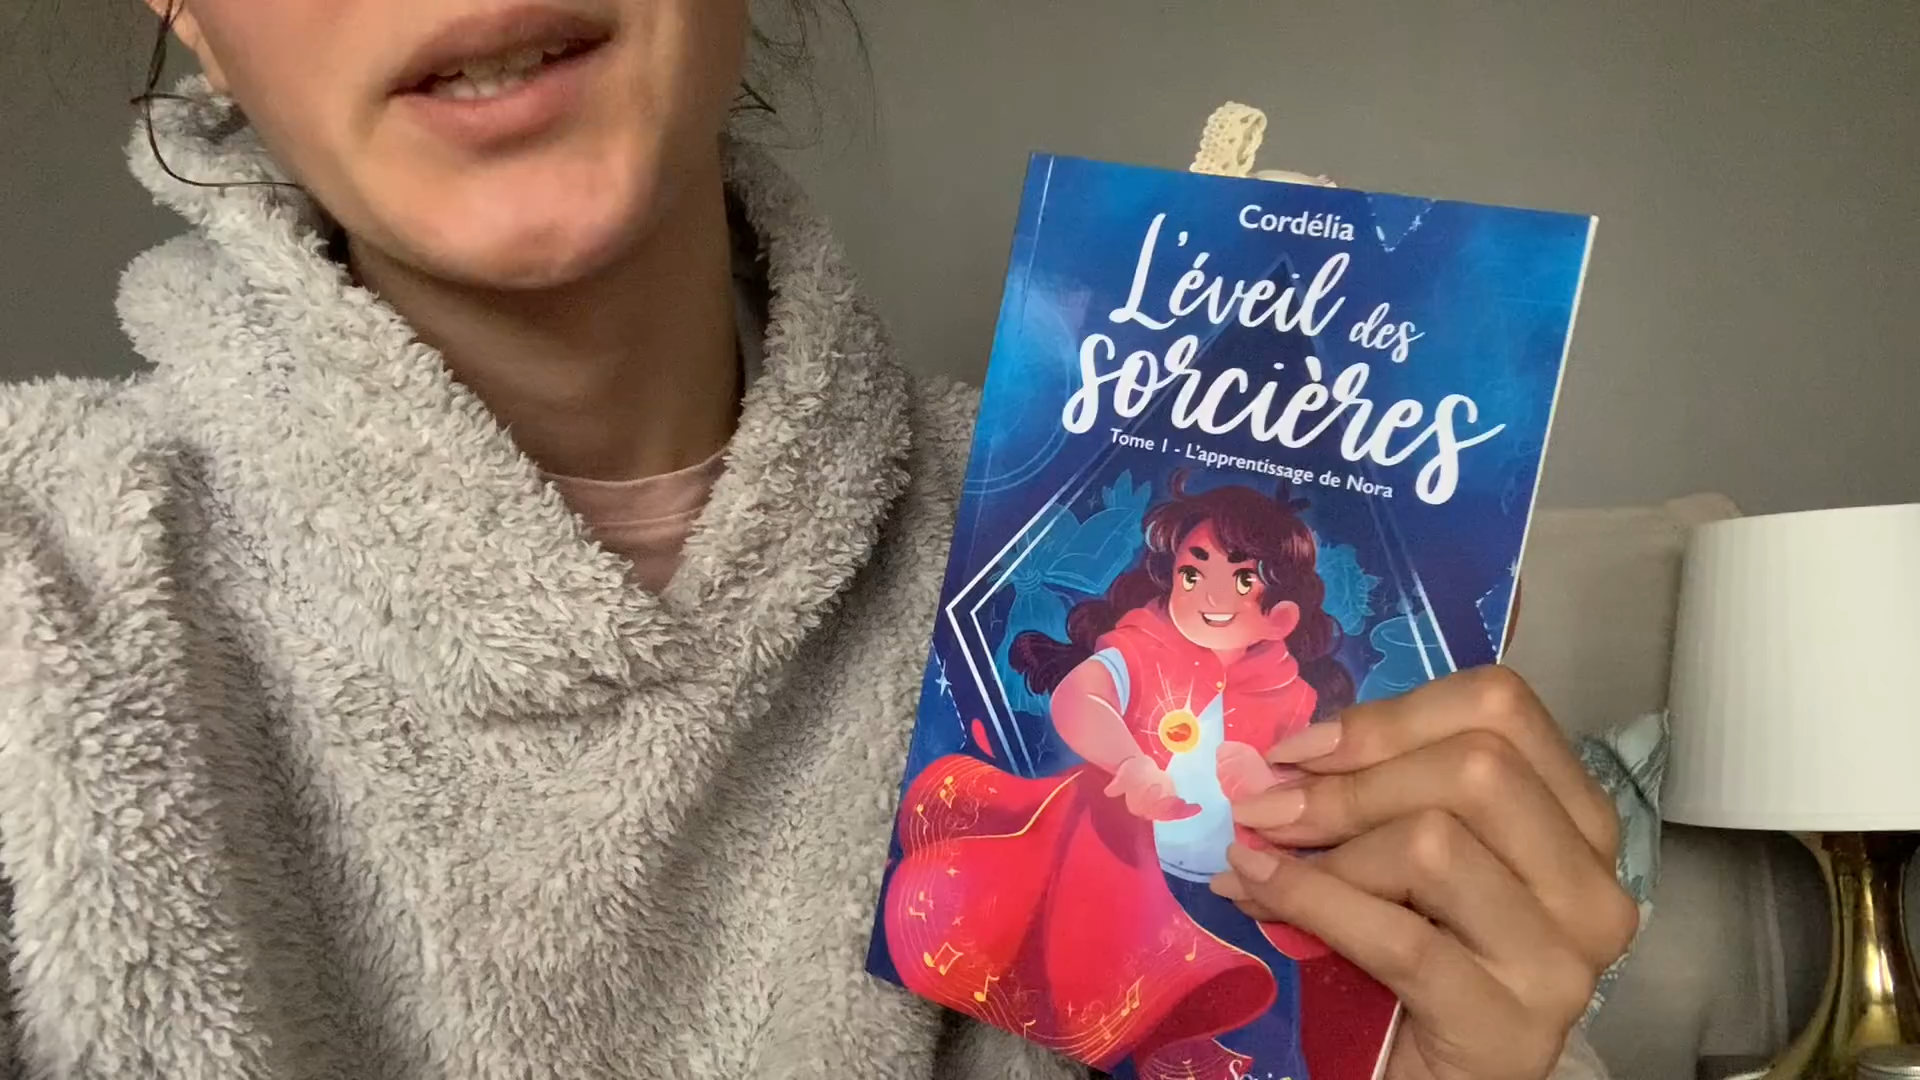 Cordélia
L'éveil des
sorcières
Tome 1 - L'apprentissage de Nora